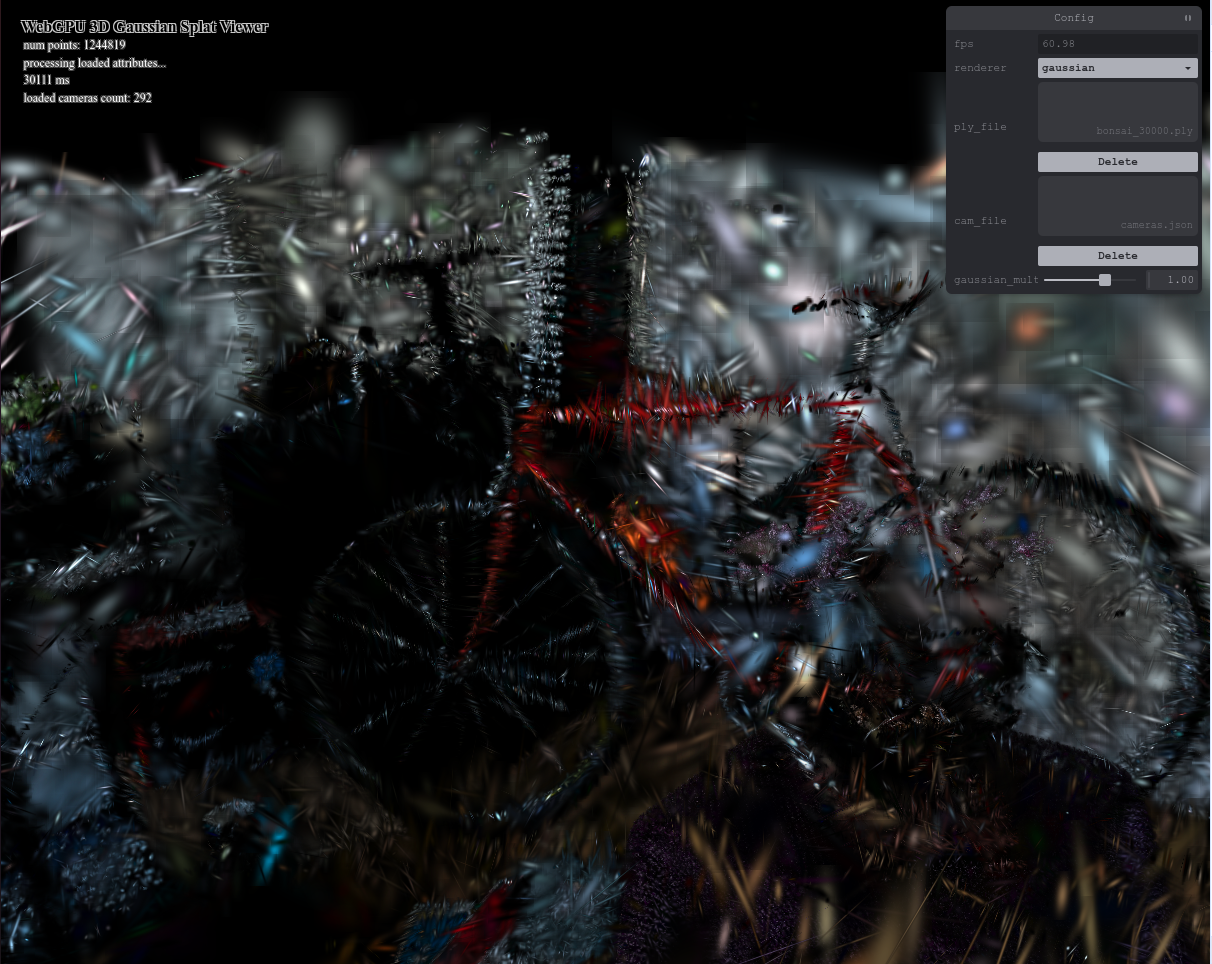 WebGPU 3D Gaussian Splat Viewer
num points: 1244819
processing loaded attributes...
30111 ms
loaded cameras count: 292
Config
fps 60.98
renderer gaussian
ply_file bonsai_30000.ply
Delete
cam_file cameras.json
Delete
gaussian_mult 1.00